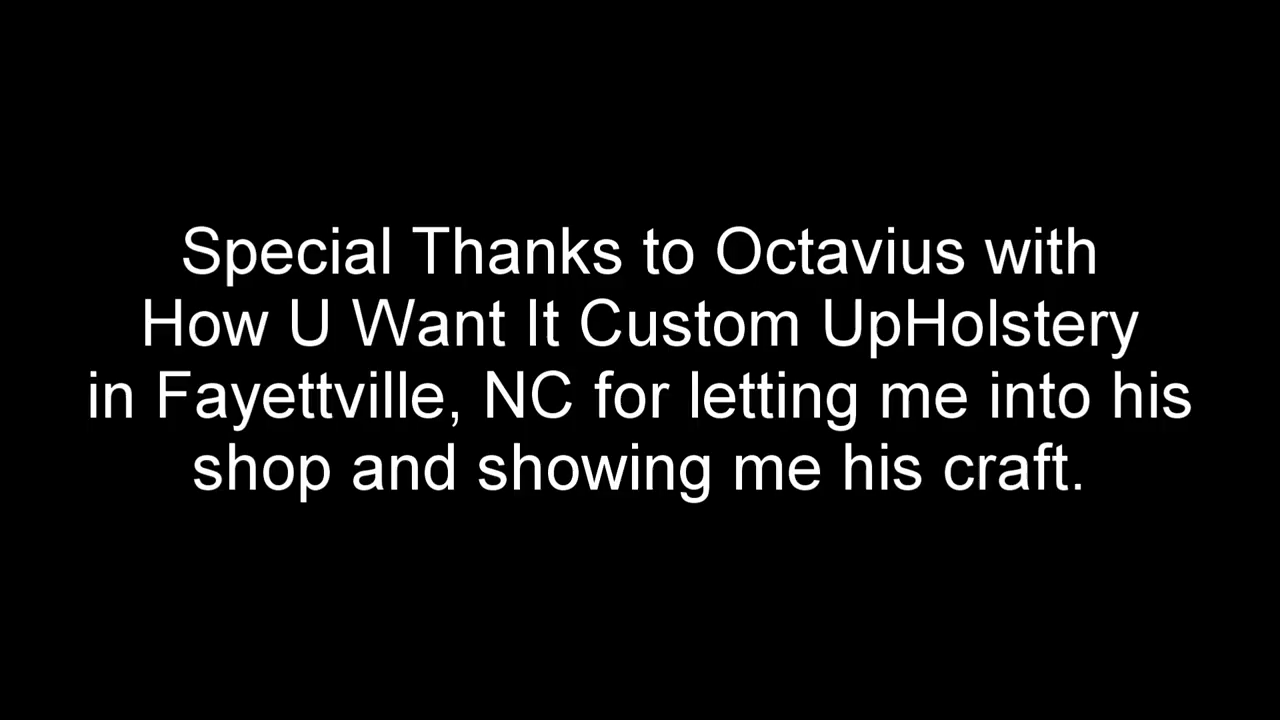 Special Thanks to Octavius with
How U Want It Custom UpHolstery
in Fayettville, NC for letting me into his
shop and showing me his craft.